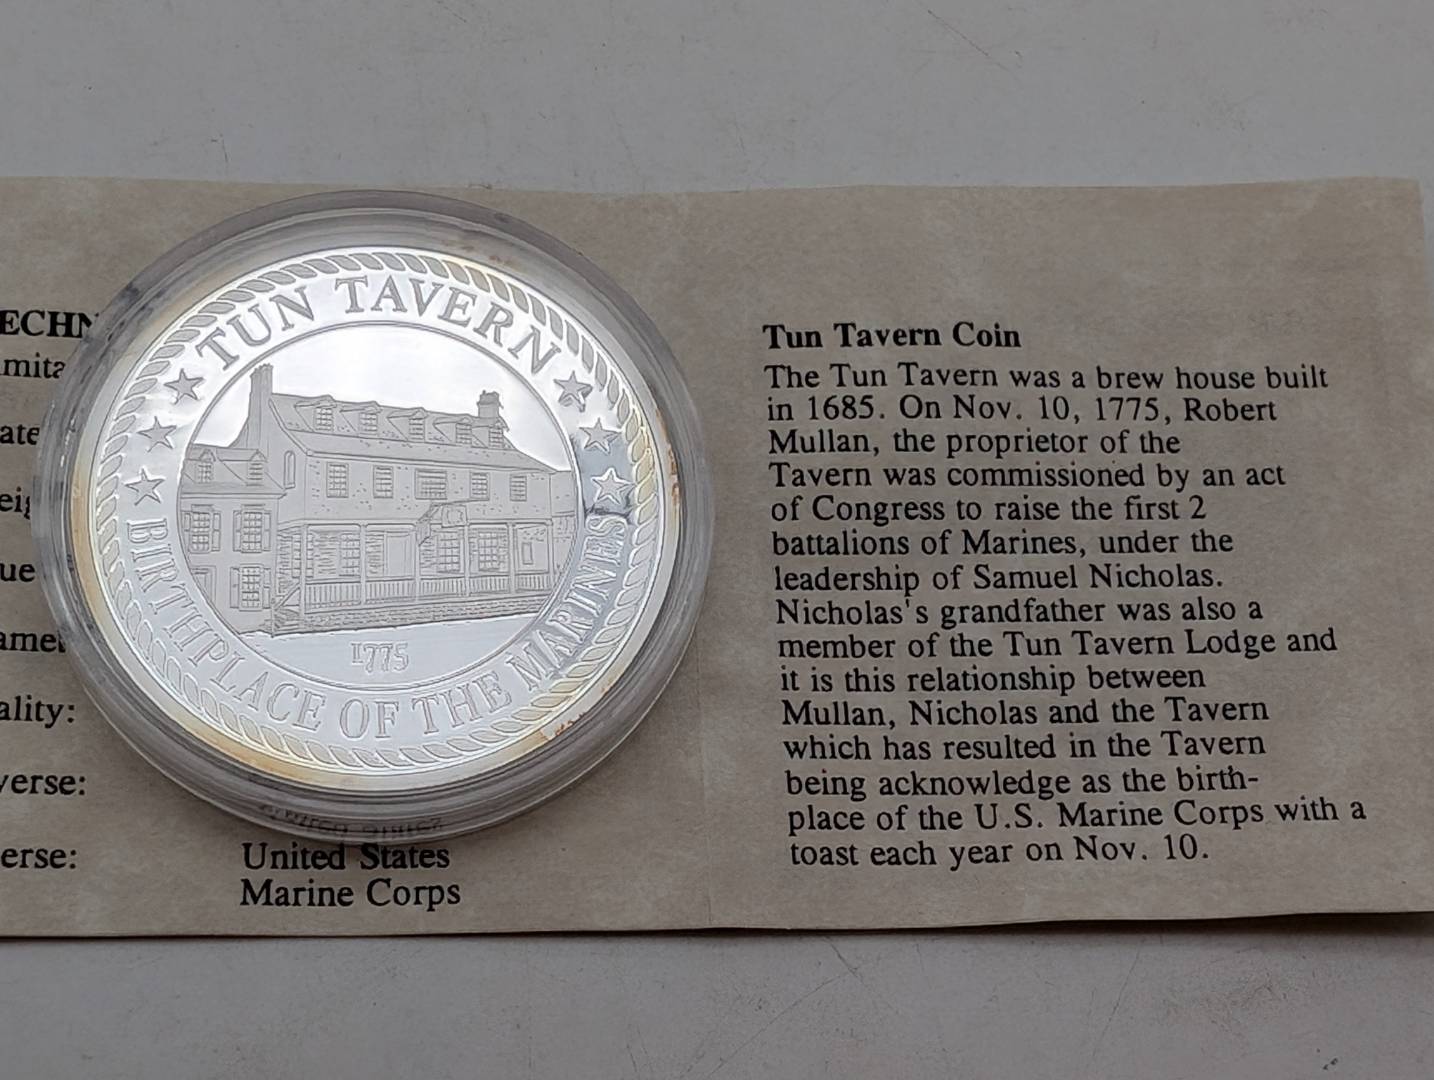 TUN TAVERN
1775
BIRTHPLACE OF THE MARINES
United States
Marine Corps
Tun Tavern Coin
The Tun Tavern was a brew house built
in 1685. On Nov. 10, 1775, Robert
Mullan, the proprietor of the
Tavern was commissioned by an act
of Congress to raise the first 2
battalions of Marines, under the
leadership of Samuel Nicholas.
Nicholas's grandfather was also a
member of the Tun Tavern Lodge and
it is this relationship between
Mullan, Nicholas and the Tavern
which has resulted in the Tavern
being acknowledge as the birth-
place of the U.S. Marine Corps with a
toast each year on Nov. 10.